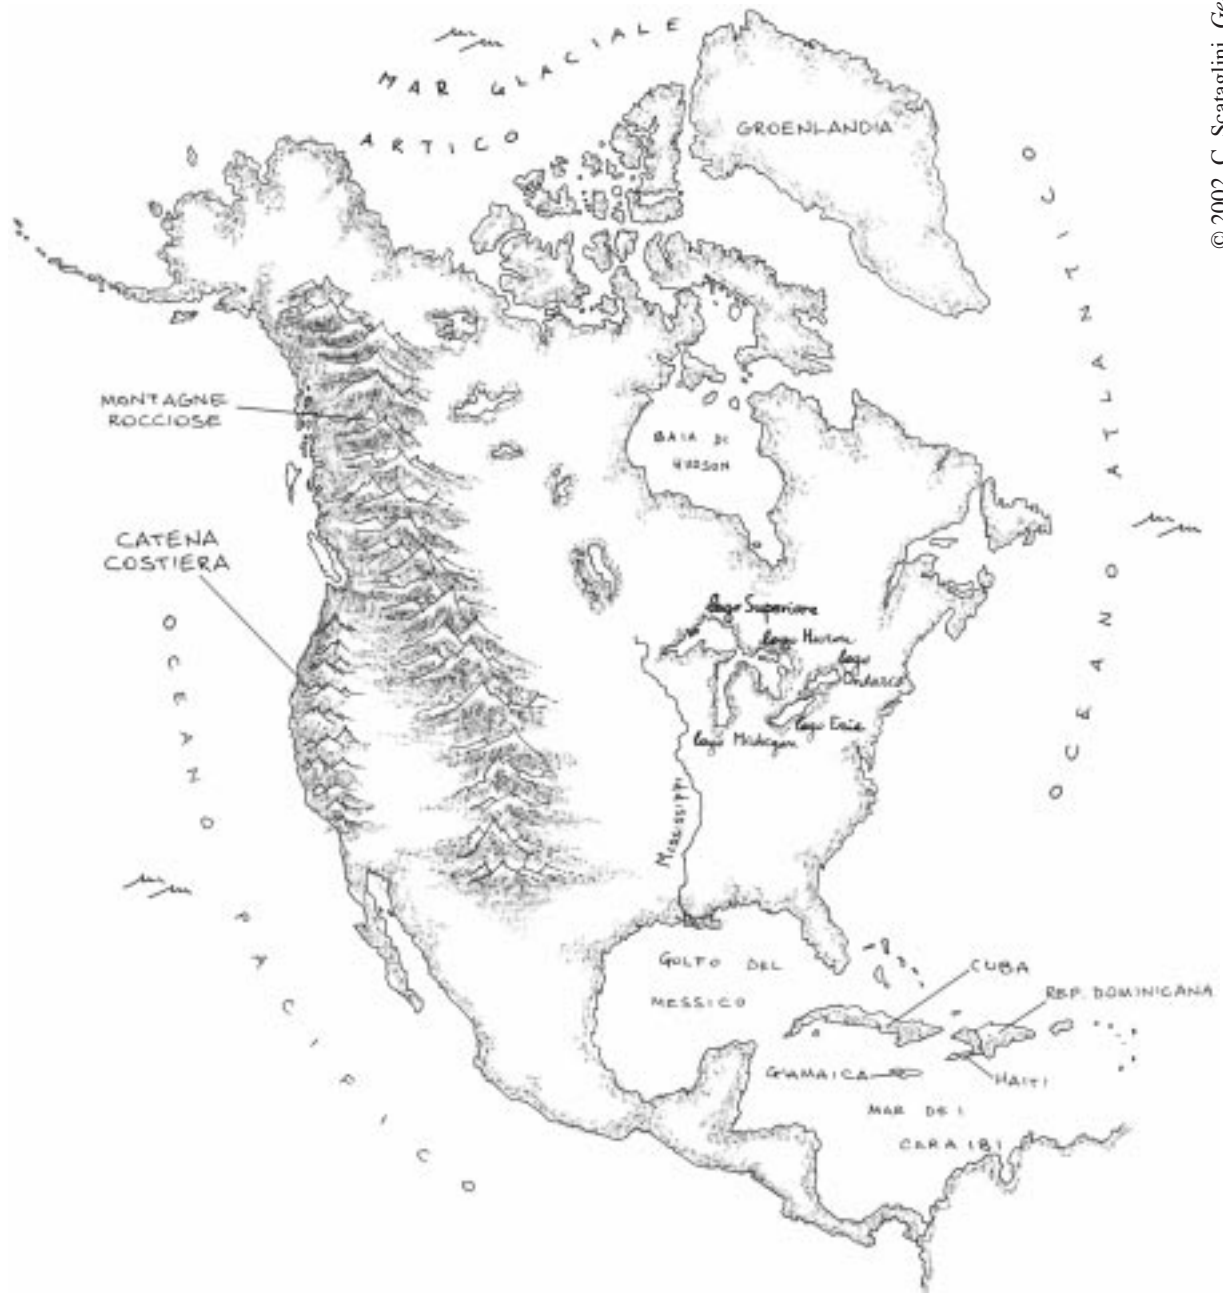 MAR GLACIALE
ARTICO
GROENLANDIA
© 2002, C. Scataglini,
OCEANO ATLANTICO
MONTAGNE
ROCCIOSE
BAIA DI
HUDSON
CATENA
COSTIERA
lago Superiore
lago Huron
lago
Ontario
lago Erie
lago Michigan
Mississippi
OCEANO PACIFICO
GOLFO DEL
MESSICO
CUBA
REP. DOMINICANA
GIAMAICA
HAITI
MAR DEI
CARAIBI